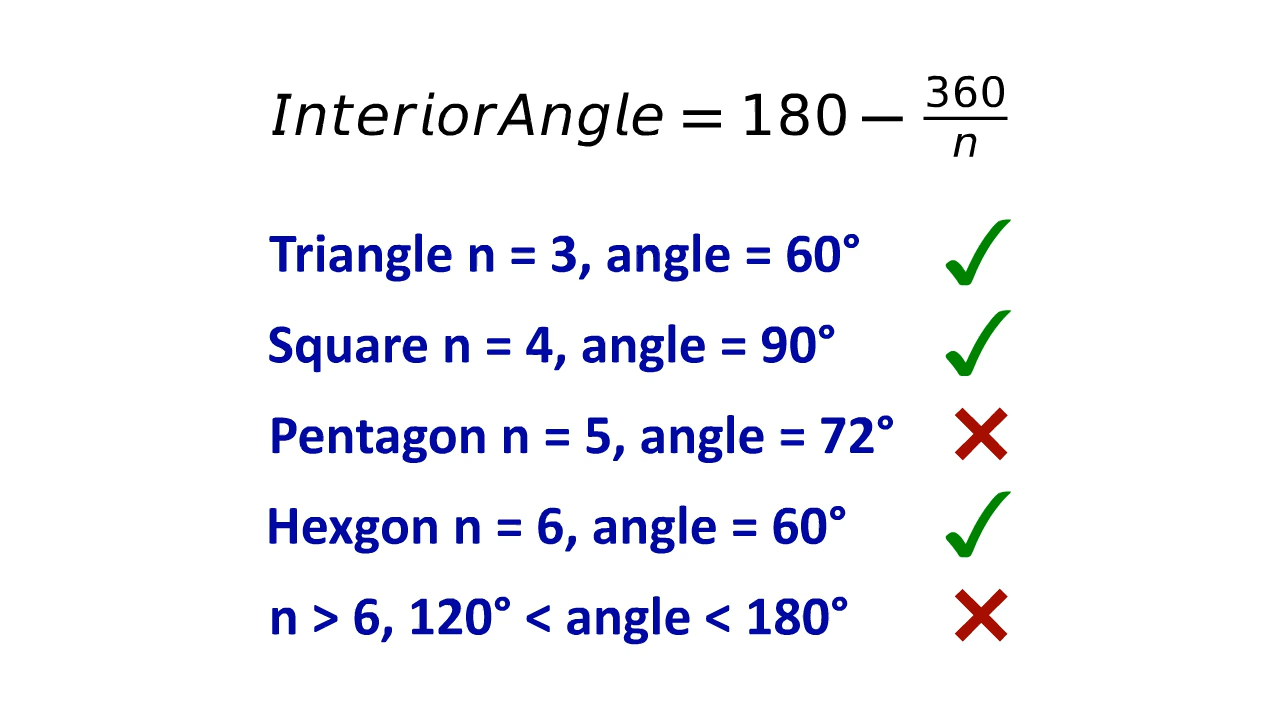 InteriorAngle = 180 − 360/n
Triangle n = 3, angle = 60° ✓
Square n = 4, angle = 90° ✓
Pentagon n = 5, angle = 72° ✕
Hexgon n = 6, angle = 60° ✓
n > 6, 120° < angle < 180° ✕